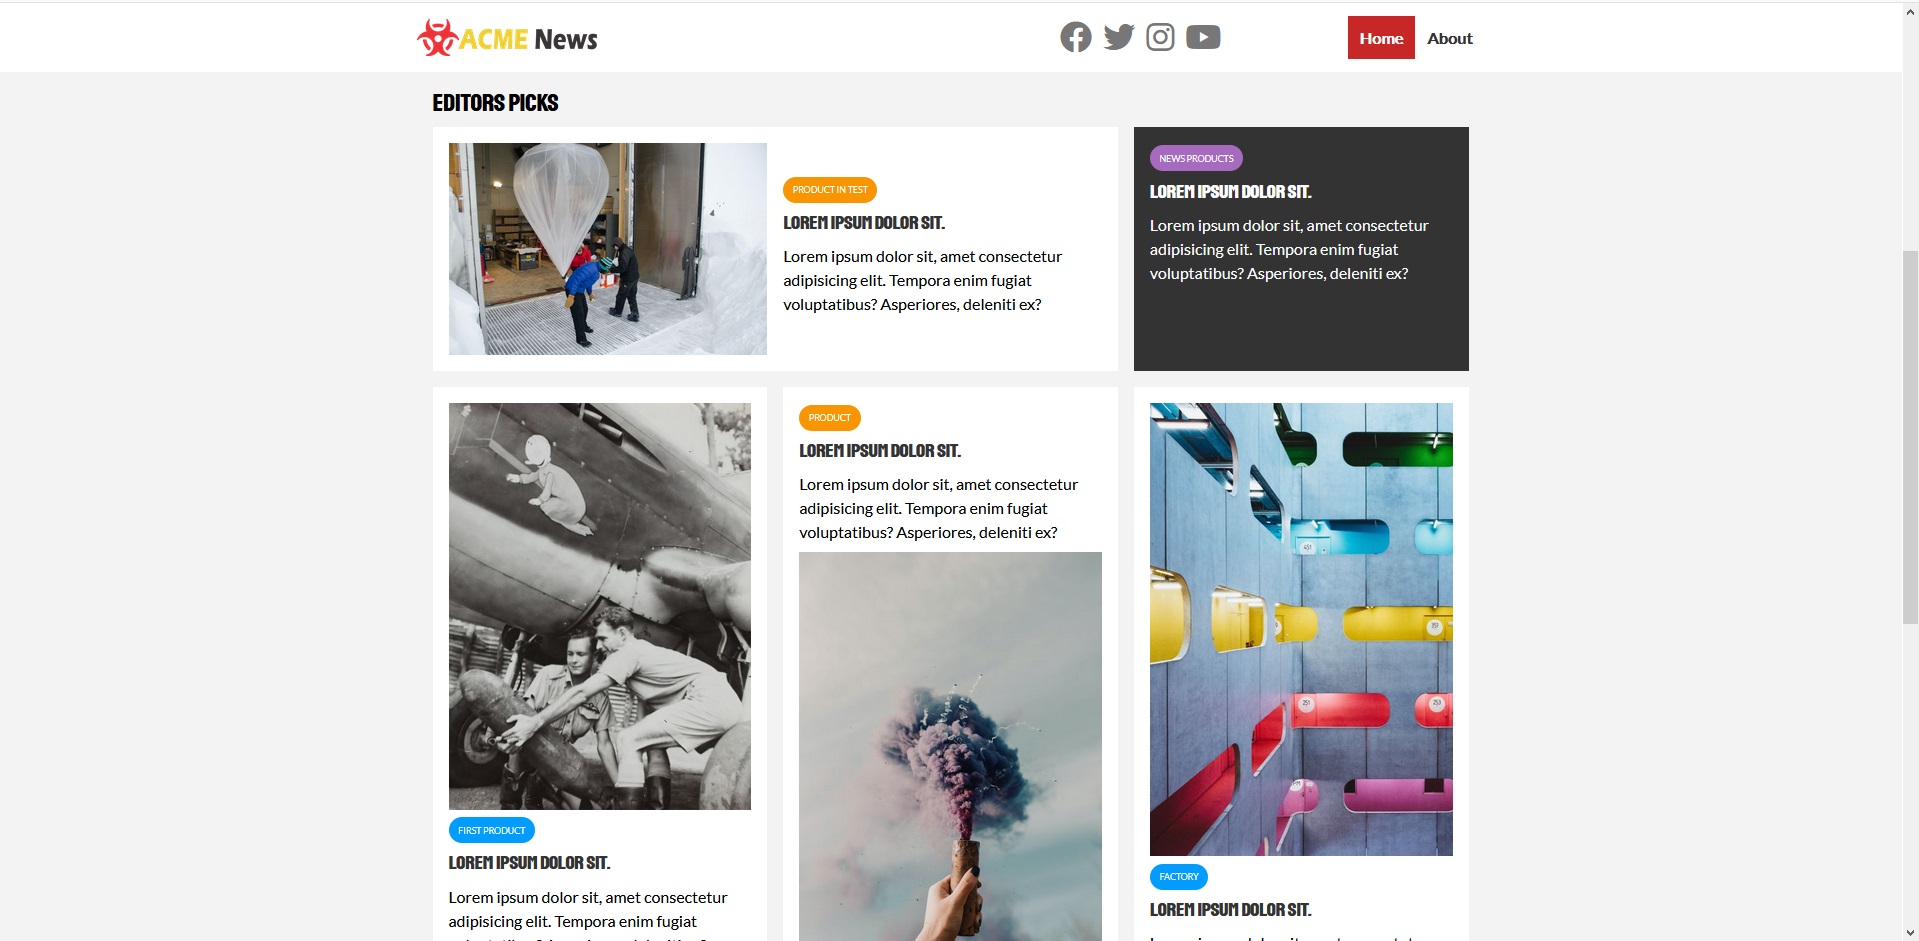 ACME News
Home
About
EDITORS PICKS
PRODUCT IN TEST
LOREM IPSUM DOLOR SIT.
Lorem ipsum dolor sit, amet consectetur
adipisicing elit. Tempora enim fugiat
voluptatibus? Asperiores, deleniti ex?
NEWS PRODUCTS
LOREM IPSUM DOLOR SIT.
Lorem ipsum dolor sit, amet consectetur
adipisicing elit. Tempora enim fugiat
voluptatibus? Asperiores, deleniti ex?
FIRST PRODUCT
LOREM IPSUM DOLOR SIT.
Lorem ipsum dolor sit, amet consectetur
adipisicing elit. Tempora enim fugiat
PRODUCT
LOREM IPSUM DOLOR SIT.
Lorem ipsum dolor sit, amet consectetur
adipisicing elit. Tempora enim fugiat
voluptatibus? Asperiores, deleniti ex?
451
351
251
253
FACTORY
LOREM IPSUM DOLOR SIT.